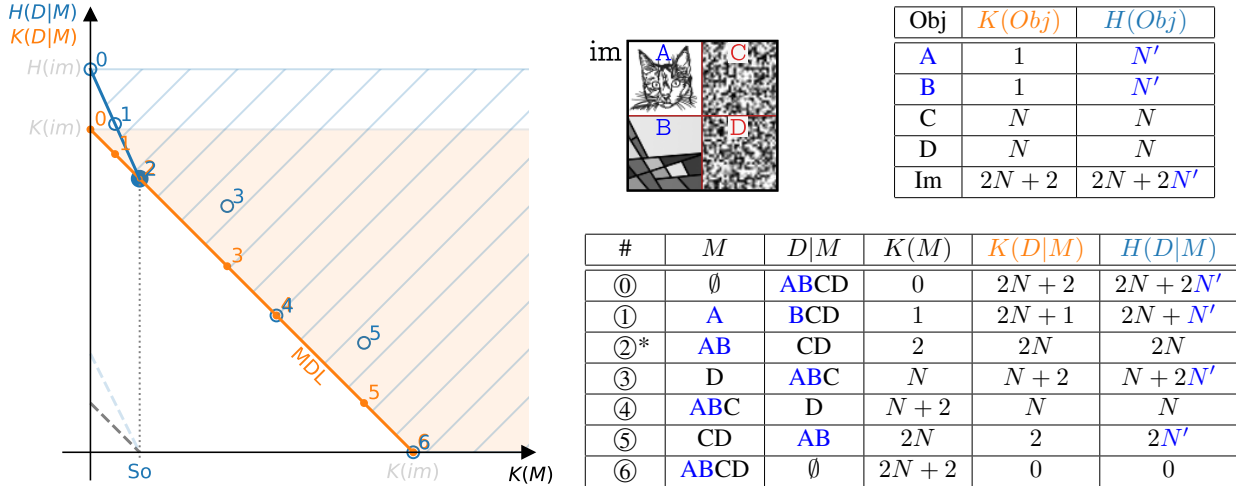 H(D|M)
K(D|M)
H(im)
K(im)
0
1
0
1
2
3
3
4
5
5
6
MDL
So
K(im)
K(M)
im
A C
B D
Obj K(Obj) H(Obj)
A 1 N′
B 1 N′
C N N
D N N
Im 2N + 2 2N + 2N′
# M D|M K(M) K(D|M) H(D|M)
⓪ ∅ ABCD 0 2N + 2 2N + 2N′
① A BCD 1 2N + 1 2N + N′
②* AB CD 2 2N 2N
③ D ABC N N + 2 N + 2N′
④ ABC D N + 2 N N
⑤ CD AB 2N 2 2N′
⑥ ABCD ∅ 2N + 2 0 0